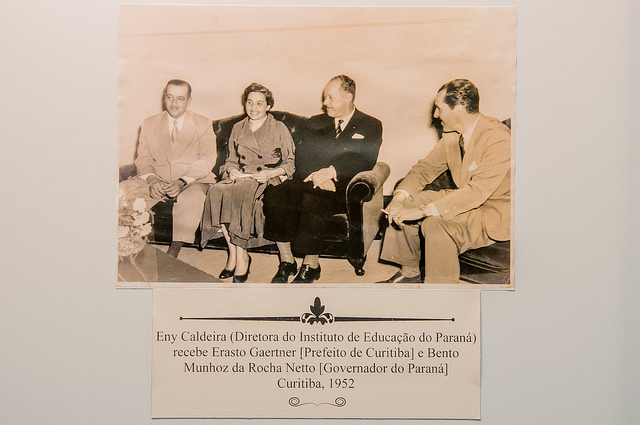 Eny Caldeira (Diretora do Instituto de Educação do Paraná)
recebe Erasto Gaertner [Prefeito de Curitiba] e Bento
Munhoz da Rocha Netto [Governador do Paraná]
Curitiba, 1952